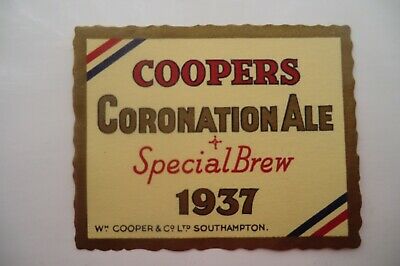 COOPERS
CORONATION ALE
Special Brew
1937
Wm COOPER & Co LTD SOUTHAMPTON.